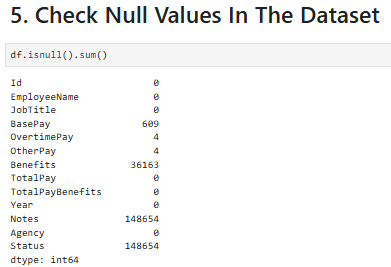 5. Check Null Values In The Dataset
df.isnull().sum()
Id 0
EmployeeName 0
JobTitle 0
BasePay 609
OvertimePay 4
OtherPay 4
Benefits 36163
TotalPay 0
TotalPayBenefits 0
Year 0
Notes 148654
Agency 0
Status 148654
dtype: int64